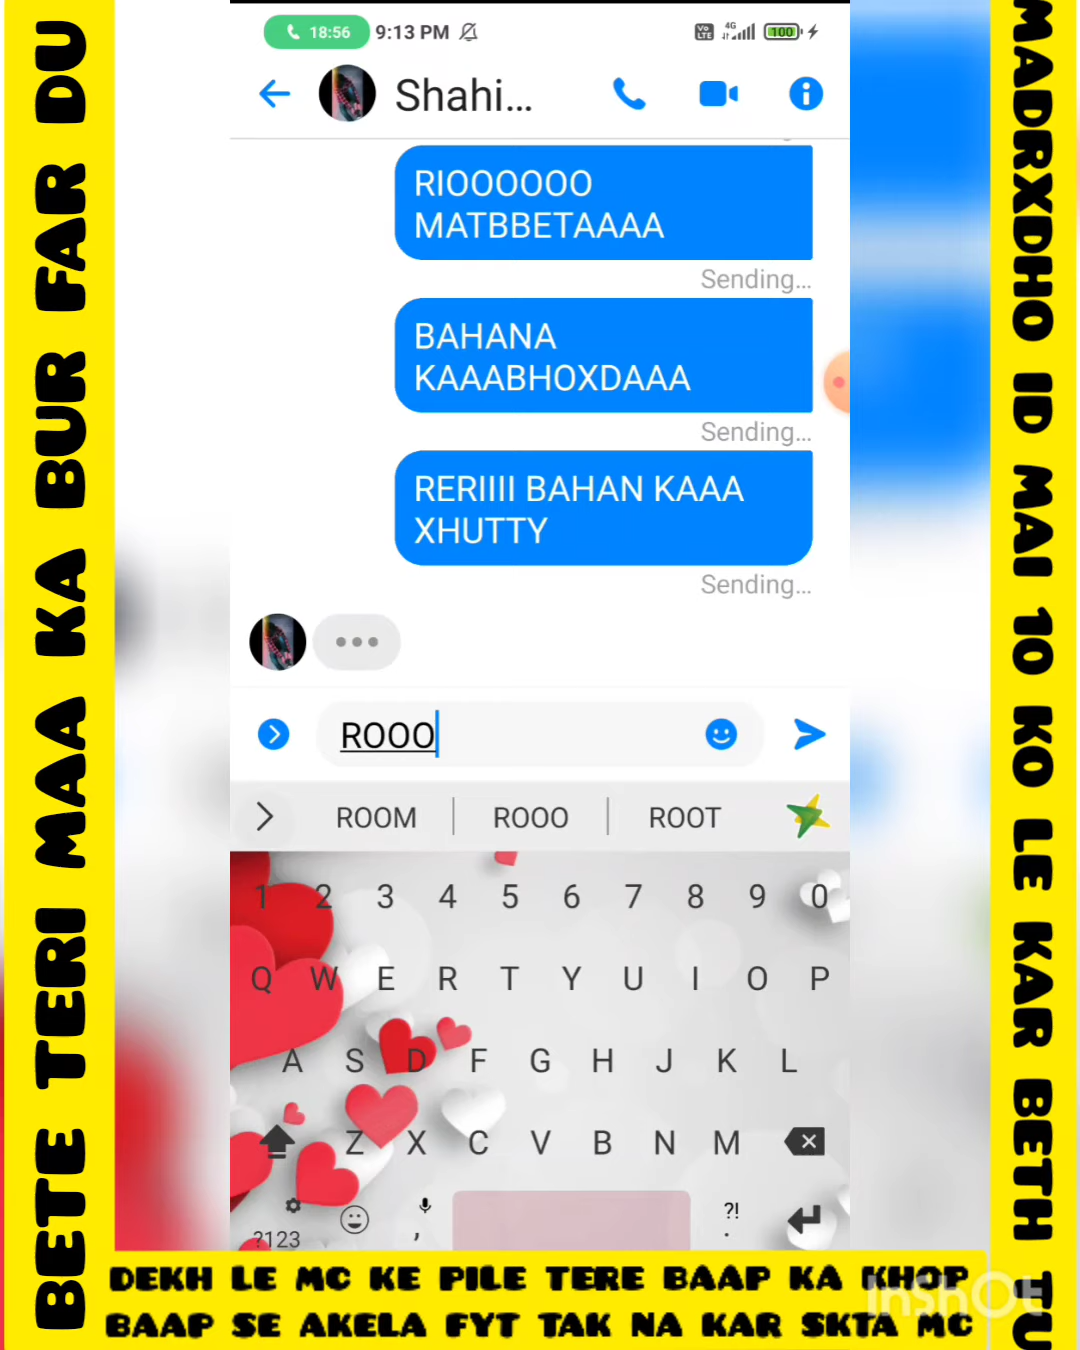 BETE TERI MAA KA BUR FAR DU
18:56 9:13 PM Vo LTE 4G 100
Shahi...
RIOOOOOO
MATBBETAAAA
Sending...
BAHANA
KAAABHOXDAAA
Sending...
RERIIII BAHAN KAAA
XHUTTY
Sending...
ROOO
ROOM ROOO ROOT
1 2 3 4 5 6 7 8 9 0
Q W E R T Y U I O P
A S D F G H J K L
Z X C V B N M
?123 , ?! .
MADRXDHO ID MAI 10 KO LE KAR BETH TU
DEKH LE MC KE PILE TERE BAAP KA KHOP
BAAP SE AKELA FYT TAK NA KAR SKTA MC
InShOt